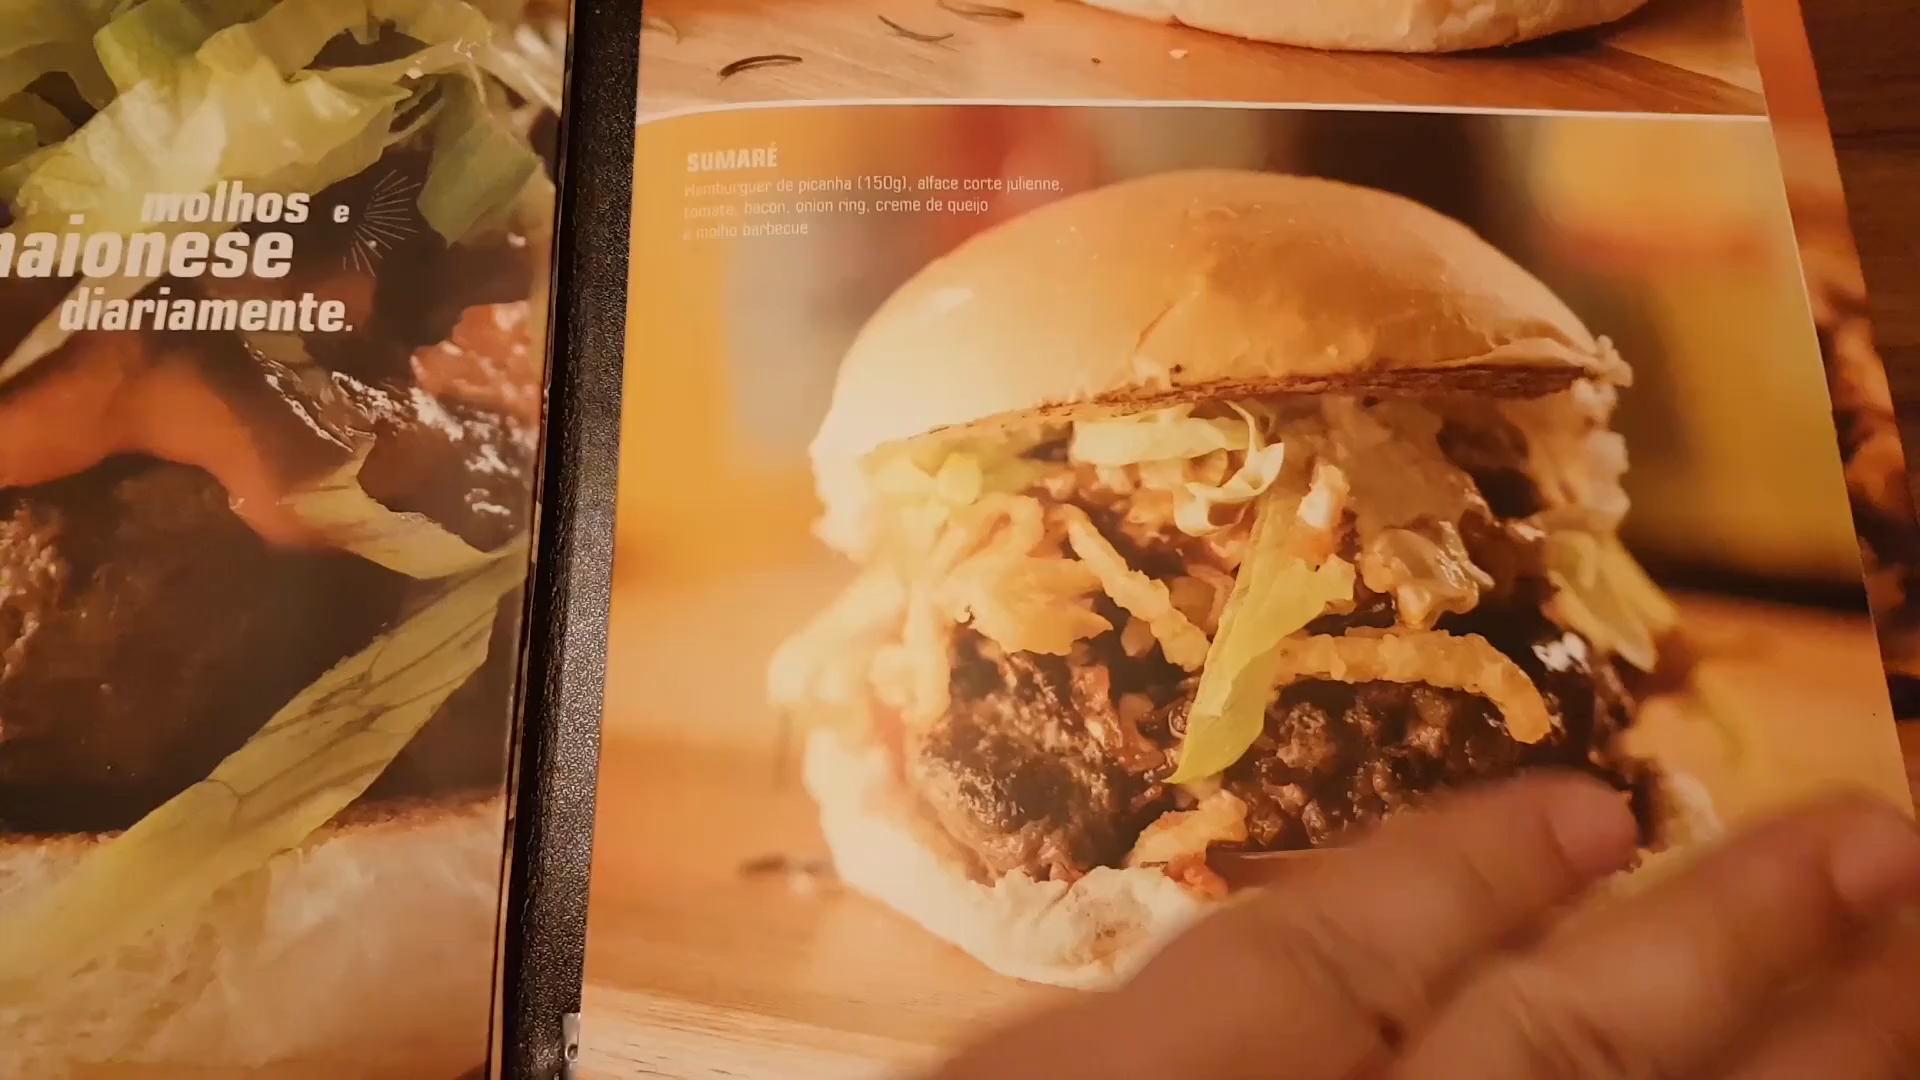 molhos e
maionese
diariamente.
SUMARÉ
Hamburguer de picanha (150g), alface corte julienne,
tomate, bacon, onion ring, creme de queijo
e molho barbecue